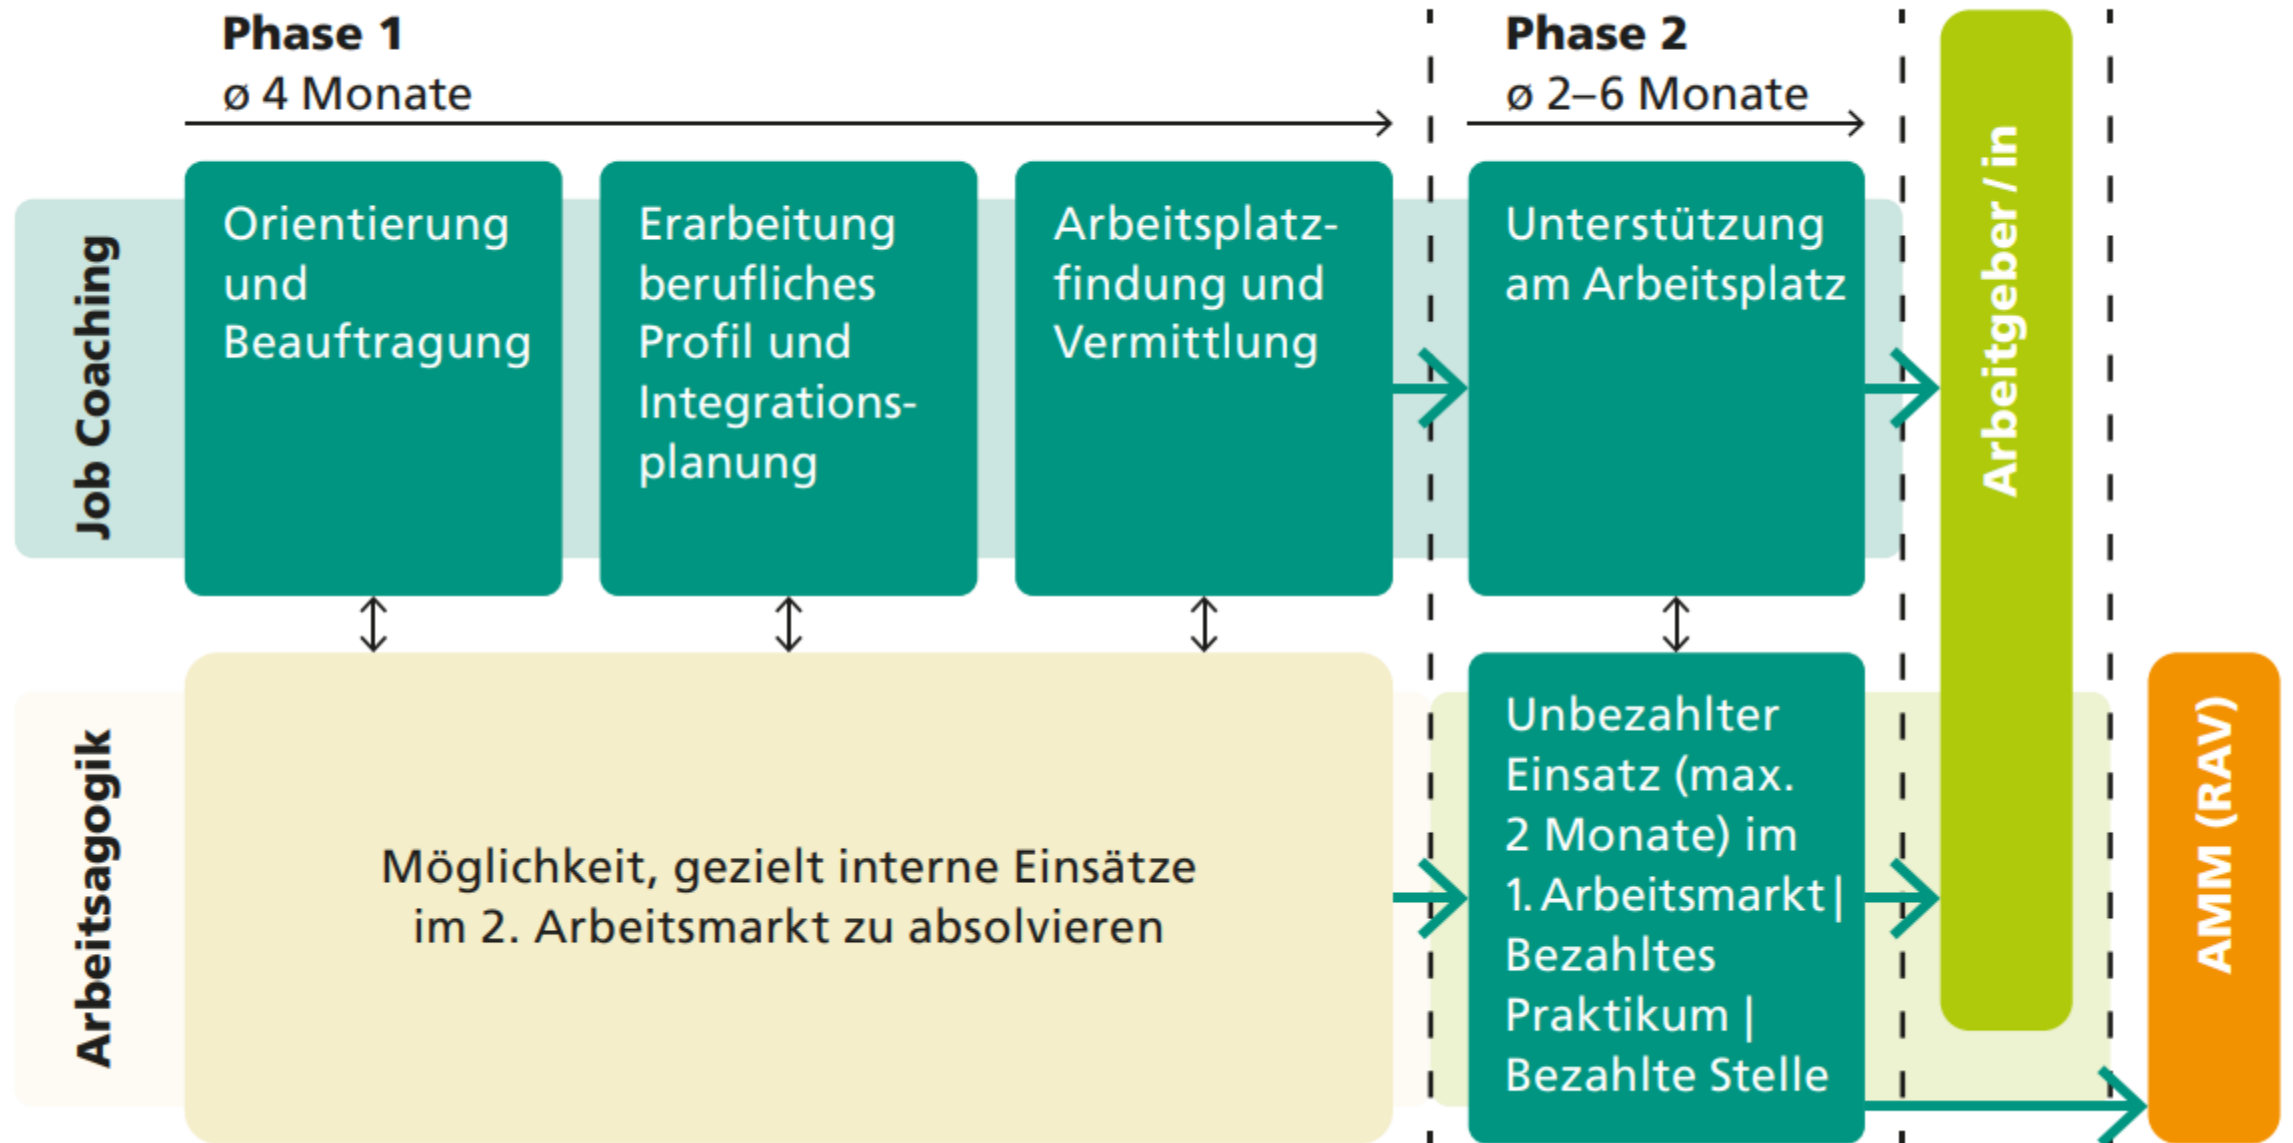 Phase 1
ø 4 Monate
Phase 2
ø 2–6 Monate
Job Coaching
Orientierung
und
Beauftragung
Erarbeitung
berufliches
Profil und
Integrations-
planung
Arbeitsplatz-
findung und
Vermittlung
Unterstützung
am Arbeitsplatz
Arbeitgeber/in
Arbeitsagogik
Möglichkeit, gezielt interne Einsätze
im 2. Arbeitsmarkt zu absolvieren
Unbezahlter
Einsatz (max.
2 Monate) im
1. Arbeitsmarkt |
Bezahltes
Praktikum |
Bezahlte Stelle
AMM (RAV)